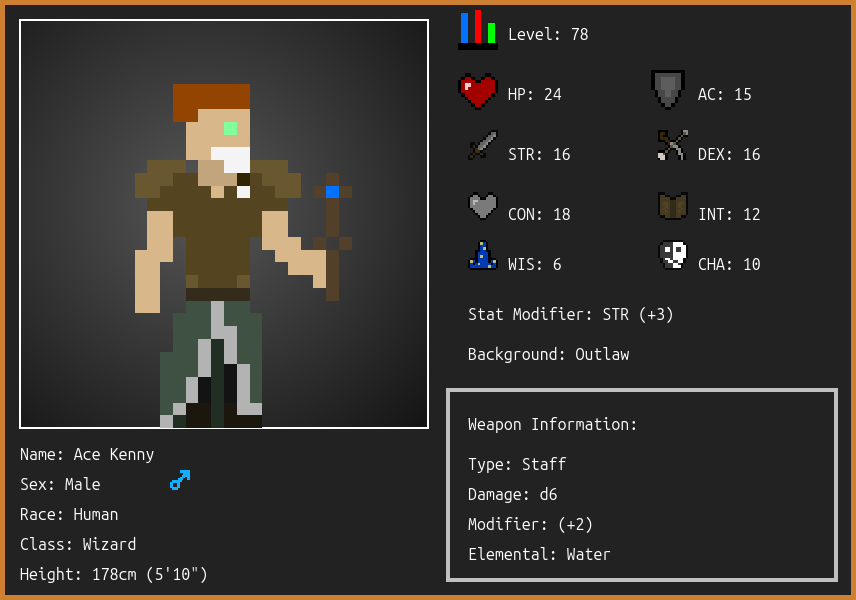 Level: 78
HP: 24
AC: 15
STR: 16
DEX: 16
CON: 18
INT: 12
WIS: 6
CHA: 10
Stat Modifier: STR (+3)
Background: Outlaw
Weapon Information:
Type: Staff
Damage: d6
Modifier: (+2)
Elemental: Water
Name: Ace Kenny
Sex: Male
Race: Human
Class: Wizard
Height: 178cm (5'10")